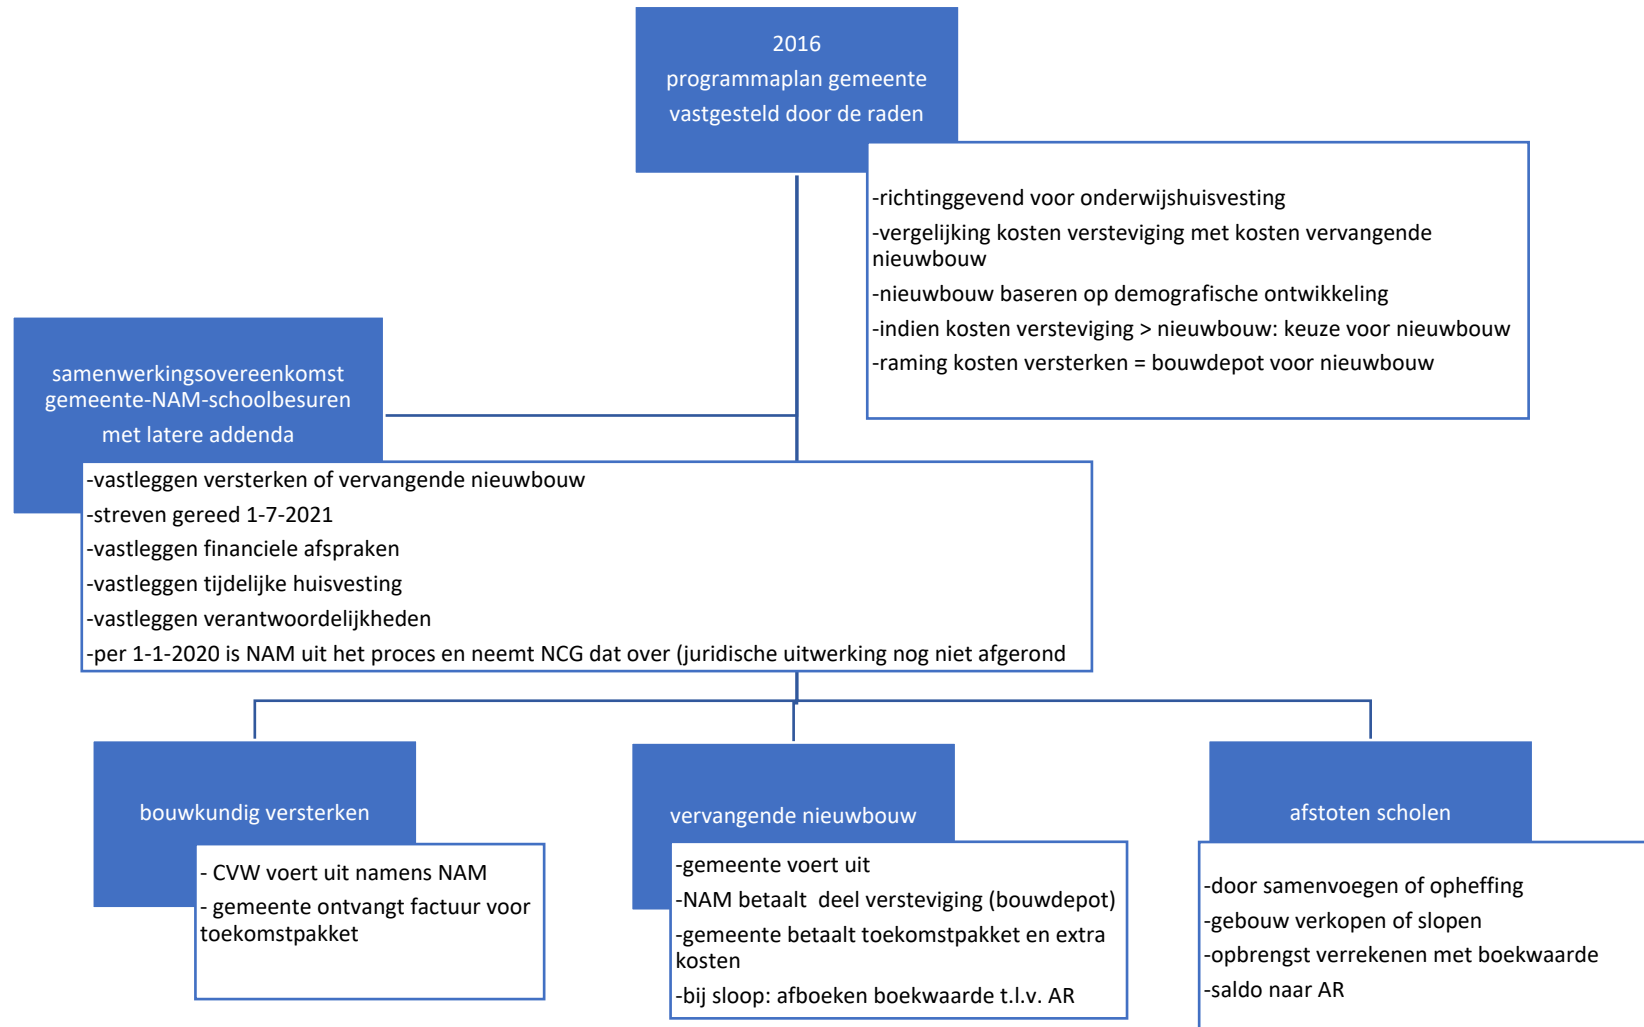 2016
programmaplan gemeente
vastgesteld door de raden
-richtinggevend voor onderwijshuisvesting
-vergelijking kosten versteviging met kosten vervangende
nieuwbouw
-nieuwbouw baseren op demografische ontwikkeling
-indien kosten versteviging > nieuwbouw: keuze voor nieuwbouw
-raming kosten versterken = bouwdepot voor nieuwbouw
samenwerkingsovereenkomst
gemeente-NAM-schoolbesuren
met latere addenda
-vastleggen versterken of vervangende nieuwbouw
-streven gereed 1-7-2021
-vastleggen financiele afspraken
-vastleggen tijdelijke huisvesting
-vastleggen verantwoordelijkheden
-per 1-1-2020 is NAM uit het proces en neemt NCG dat over (juridische uitwerking nog niet afgerond
bouwkundig versterken
- CVW voert uit namens NAM
- gemeente ontvangt factuur voor
toekomstpakket
vervangende nieuwbouw
-gemeente voert uit
-NAM betaalt  deel versteviging (bouwdepot)
-gemeente betaalt toekomstpakket en extra
kosten
-bij sloop: afboeken boekwaarde t.l.v. AR
afstoten scholen
-door samenvoegen of opheffing
-gebouw verkopen of slopen
-opbrengst verrekenen met boekwaarde
-saldo naar AR